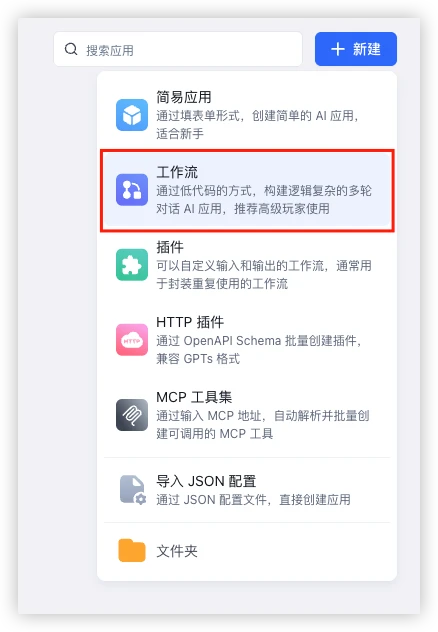 搜索应用
新建
简易应用
通过填表单形式，创建简单的 AI 应用，
适合新手
工作流
通过低代码的方式，构建逻辑复杂的多轮
对话 AI 应用，推荐高级玩家使用
插件
可以自定义输入和输出的工作流，通常用
于封装重复使用的工作流
HTTP
HTTP 插件
通过 OpenAPI Schema 批量创建插件，
兼容 GPTs 格式
MCP 工具集
通过输入 MCP 地址，自动解析并批量创
建可调用的 MCP 工具
导入 JSON 配置
通过 JSON 配置文件，直接创建应用
文件夹